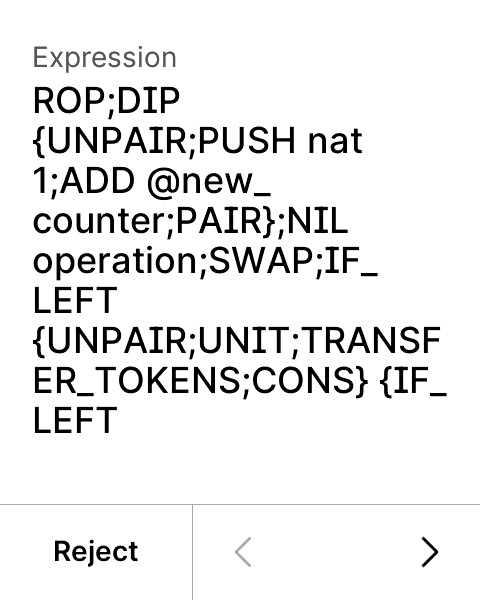 Expression
ROP;DIP
{UNPAIR;PUSH nat
1;ADD @new_
counter;PAIR};NIL
operation;SWAP;IF_
LEFT
{UNPAIR;UNIT;TRANSF
ER_TOKENS;CONS} {IF_
LEFT
Reject